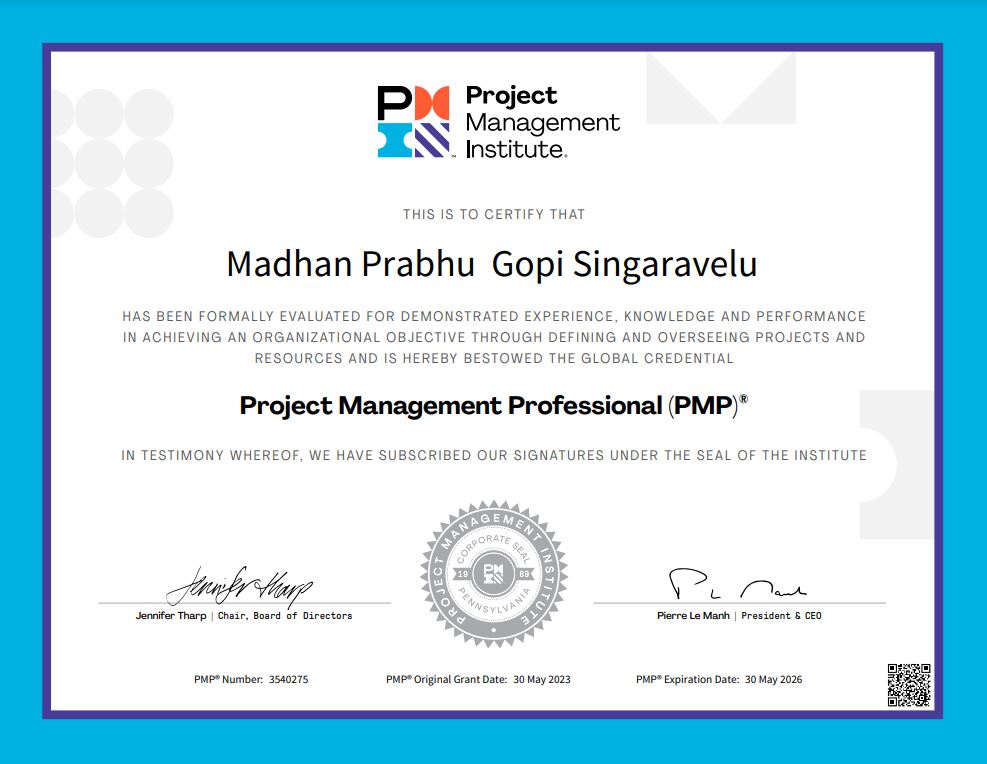 PM
Project
Management
Institute.
THIS IS TO CERTIFY THAT
Madhan Prabhu  Gopi Singaravelu
HAS BEEN FORMALLY EVALUATED FOR DEMONSTRATED EXPERIENCE, KNOWLEDGE AND PERFORMANCE
IN ACHIEVING AN ORGANIZATIONAL OBJECTIVE THROUGH DEFINING AND OVERSEEING PROJECTS AND
RESOURCES AND IS HEREBY BESTOWED THE GLOBAL CREDENTIAL
Project Management Professional (PMP)®
IN TESTIMONY WHEREOF, WE HAVE SUBSCRIBED OUR SIGNATURES UNDER THE SEAL OF THE INSTITUTE
PROJECT MANAGEMENT INSTITUTE
CORPORATE SEAL
19 PM 69
PENNSYLVANIA
Jennifer Tharp
Jennifer Tharp | Chair, Board of Directors
Pierre Le Manh | President & CEO
PMP® Number: 3540275
PMP® Original Grant Date: 30 May 2023
PMP® Expiration Date: 30 May 2026